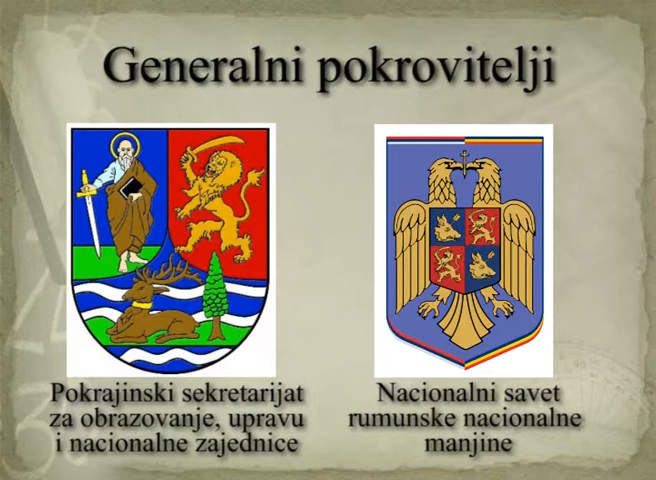 Generalni pokrovitelji
Pokrajinski sekretarijat
za obrazovanje, upravu
i nacionalne zajednice
Nacionalni savet
rumunske nacionalne
manjine